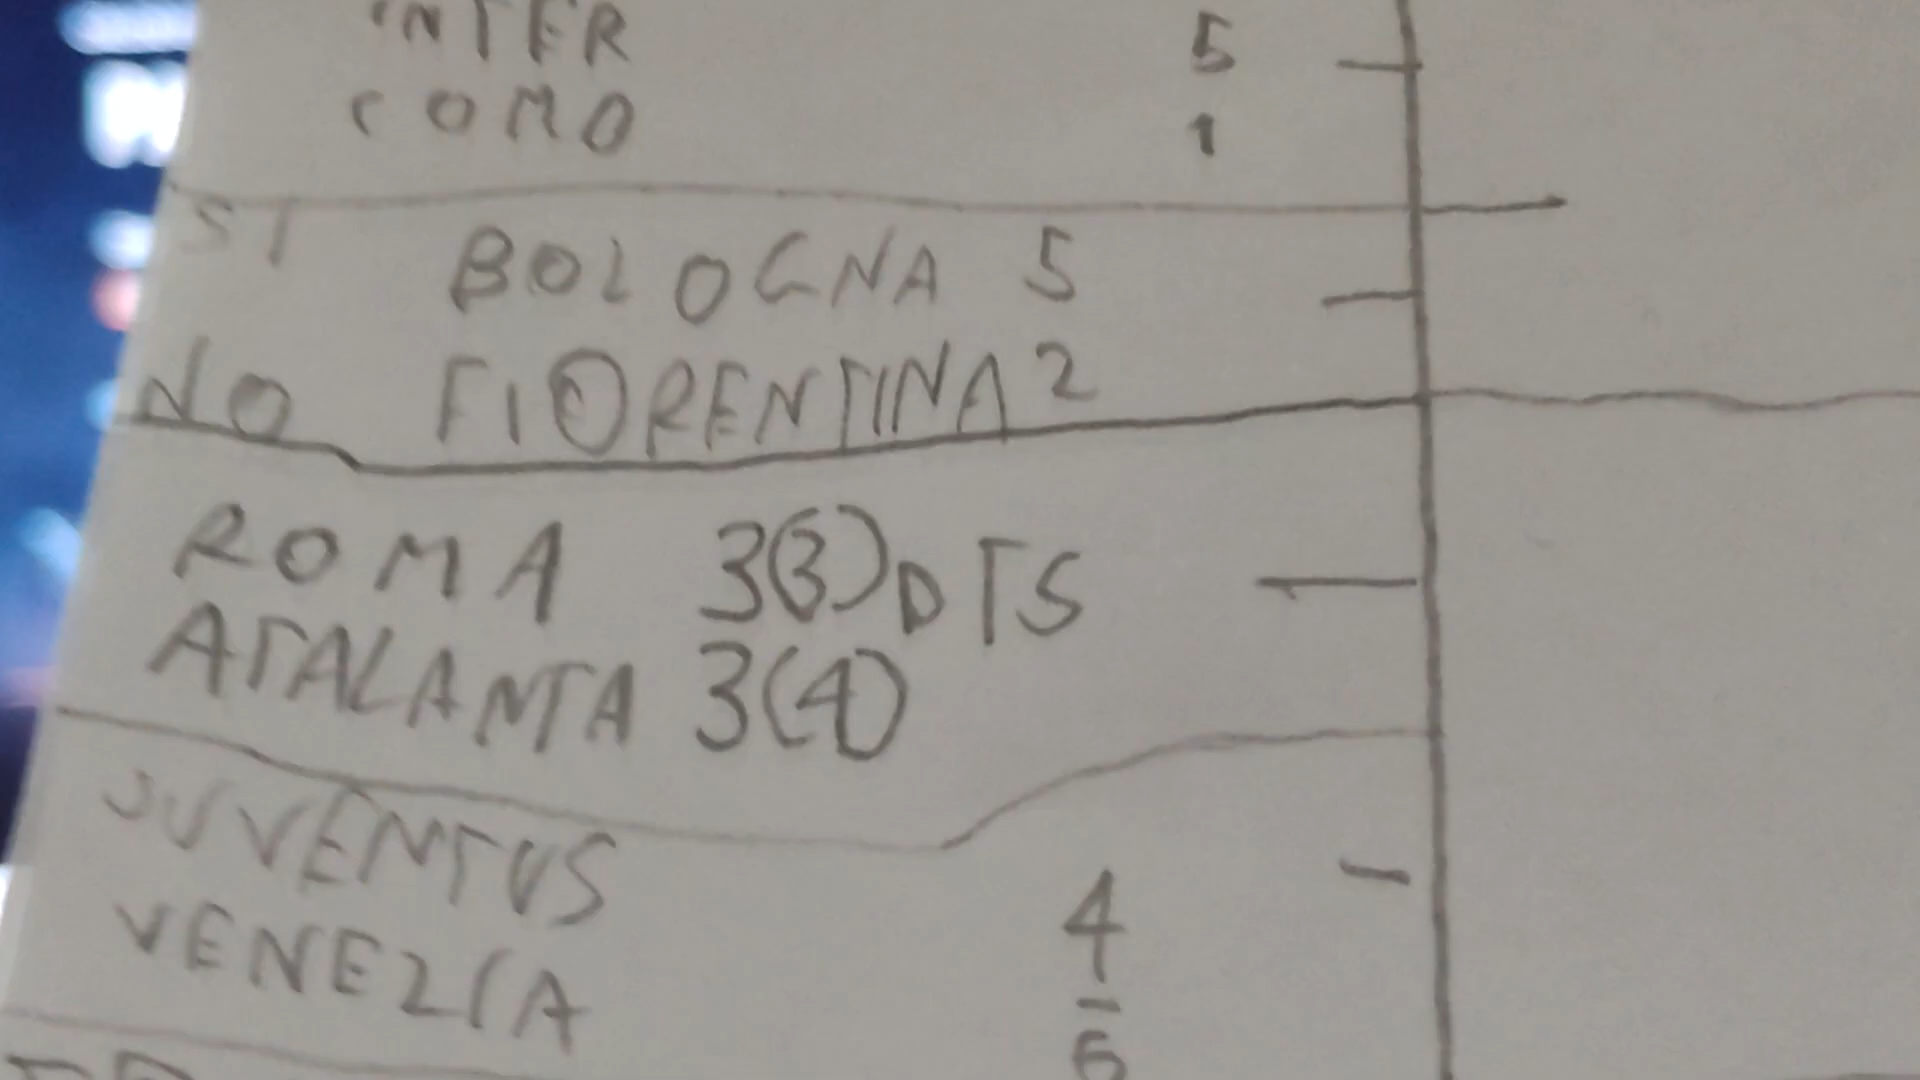 INTER 5
COMO 1
SI BOLOGNA 5
NO FIORENTINA 2
ROMA 3(3) DTS
ATALANTA 3(4)
JUVENTUS 4
VENEZIA -
6